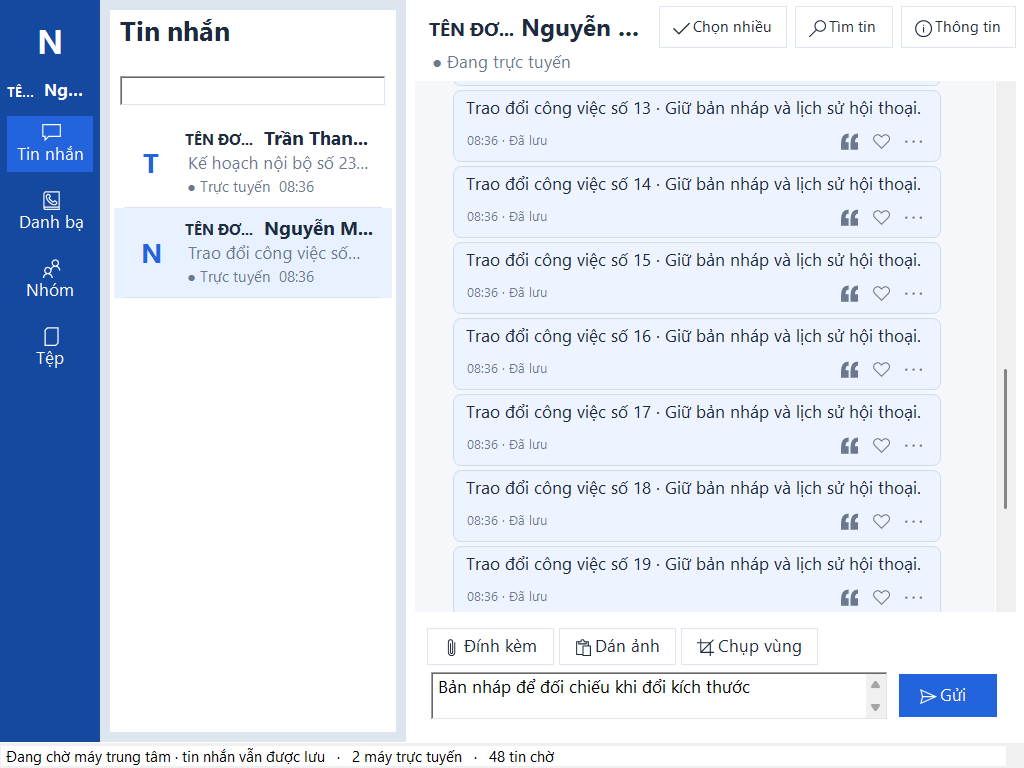 N
TÊ... Ng...
Tin nhắn
Danh bạ
Nhóm
Tệp
Tin nhắn
T
TÊN ĐƠ... Trần Than...
Kế hoạch nội bộ số 23...
● Trực tuyến 08:36
N
TÊN ĐƠ... Nguyễn M...
Trao đổi công việc số...
● Trực tuyến 08:36
TÊN ĐƠ... Nguyễn ...
Chọn nhiều
Tìm tin
Thông tin
● Đang trực tuyến
Trao đổi công việc số 13 · Giữ bản nháp và lịch sử hội thoại.
08:36 · Đã lưu
Trao đổi công việc số 14 · Giữ bản nháp và lịch sử hội thoại.
08:36 · Đã lưu
Trao đổi công việc số 15 · Giữ bản nháp và lịch sử hội thoại.
08:36 · Đã lưu
Trao đổi công việc số 16 · Giữ bản nháp và lịch sử hội thoại.
08:36 · Đã lưu
Trao đổi công việc số 17 · Giữ bản nháp và lịch sử hội thoại.
08:36 · Đã lưu
Trao đổi công việc số 18 · Giữ bản nháp và lịch sử hội thoại.
08:36 · Đã lưu
Trao đổi công việc số 19 · Giữ bản nháp và lịch sử hội thoại.
08:36 · Đã lưu
Đính kèm
Dán ảnh
Chụp vùng
Bản nháp để đối chiếu khi đổi kích thước
Gửi
Đang chờ máy trung tâm · tin nhắn vẫn được lưu · 2 máy trực tuyến · 48 tin chờ